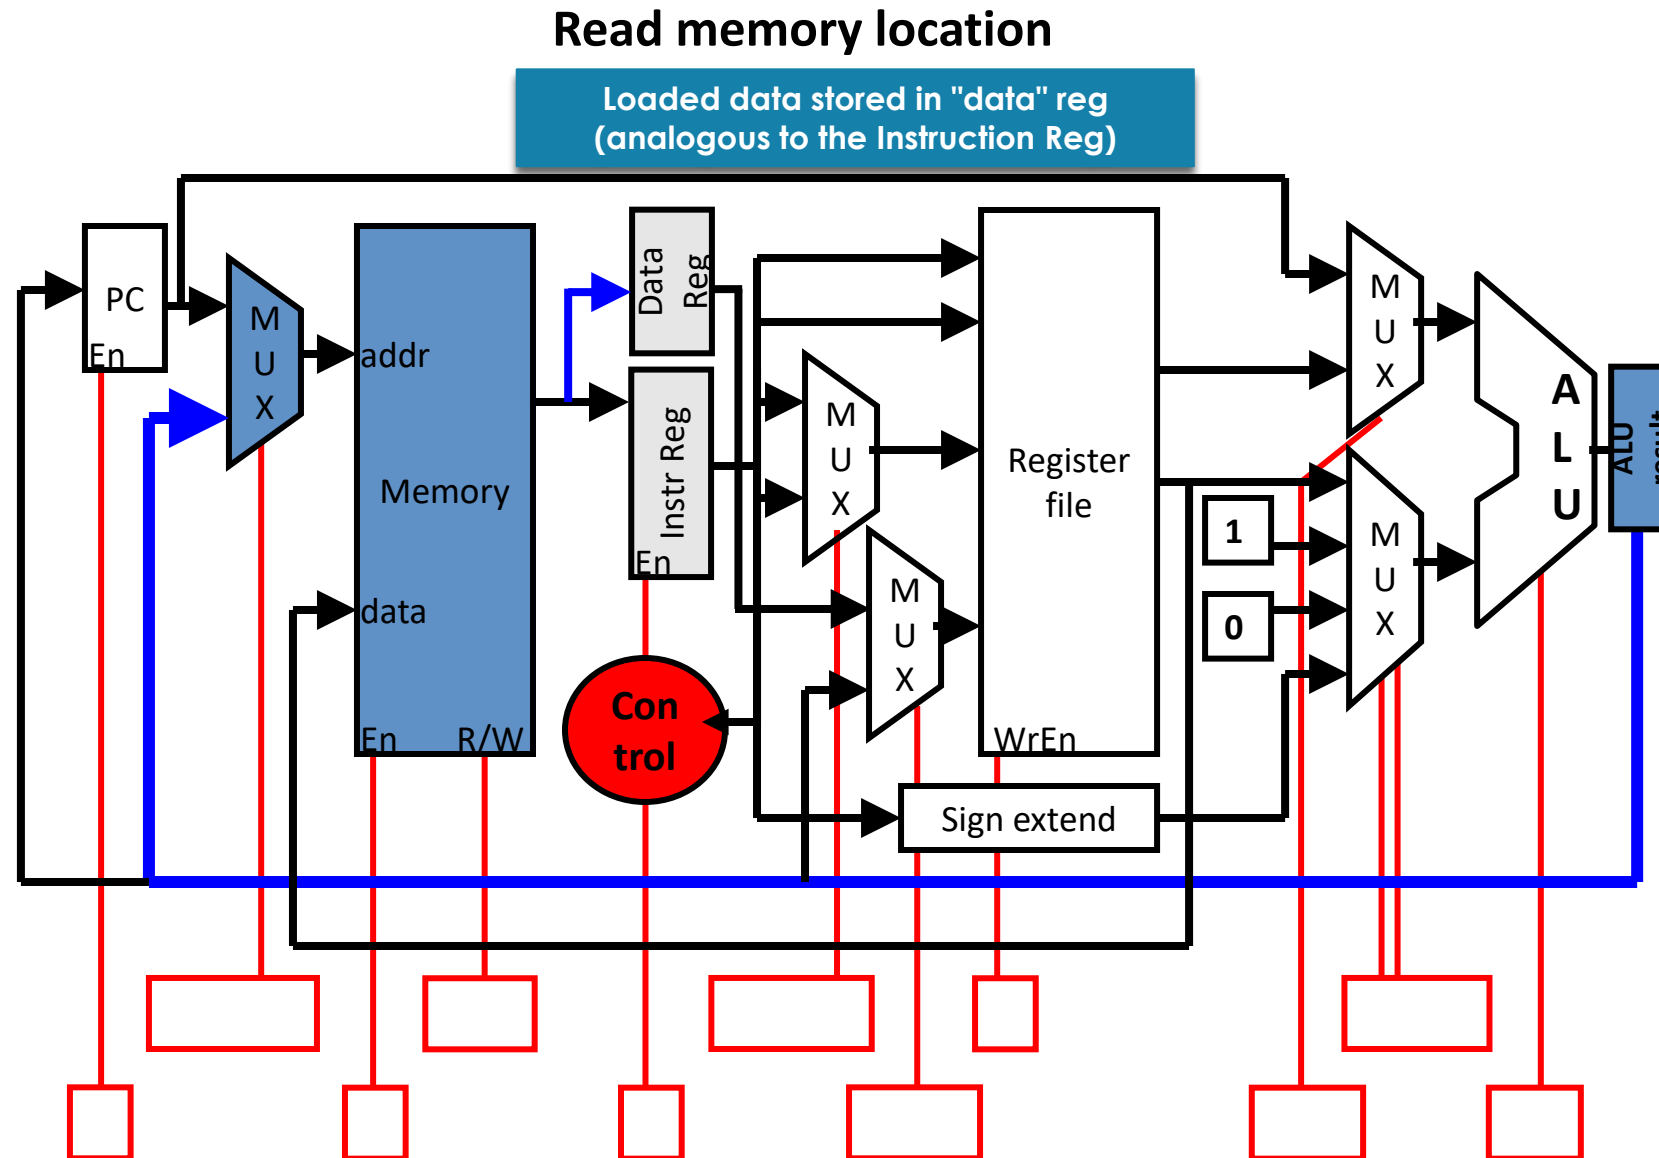 Read memory location
Loaded data stored in "data" reg
(analogous to the Instruction Reg)
PC
En
M
U
X
addr
Memory
data
En
R/W
Data
Reg
Instr Reg
En
Con
trol
M
U
X
M
U
X
Register
file
WrEn
Sign extend
1
0
M
U
X
M
U
X
A
L
U
ALU
result